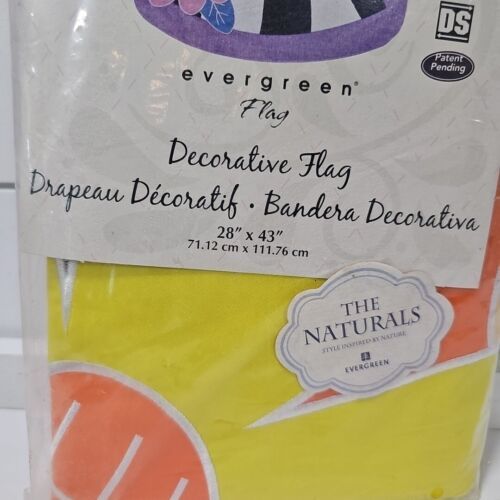 DS
Patent
Pending
evergreen®
Flag
Decorative Flag
Drapeau Décoratif · Bandera Decorativa
28" x 43"
71.12 cm x 111.76 cm
THE
NATURALS
STYLE INSPIRED BY NATURE
EVERGREEN